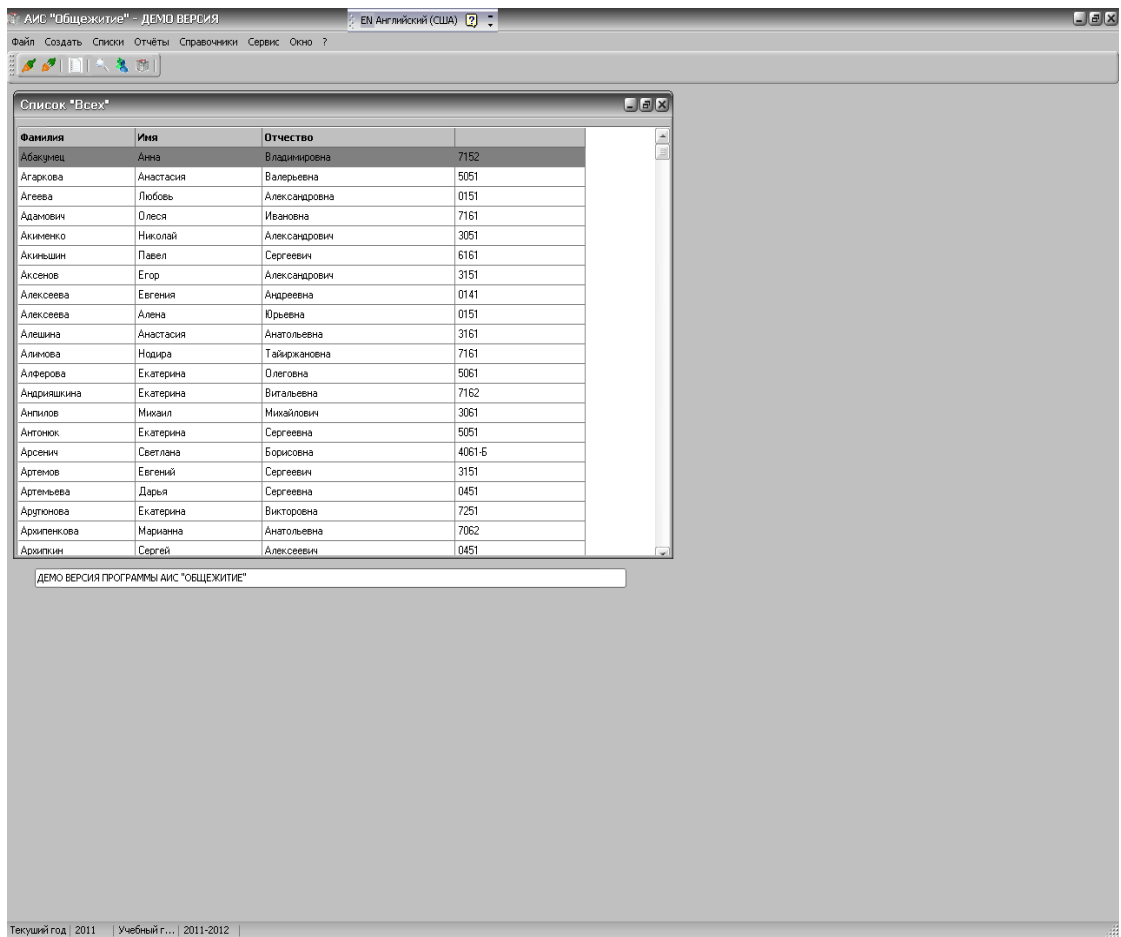 АИС "Общежитие" - ДЕМО ВЕРСИЯ EN Английский (США)
Файл Создать Списки Отчёты Справочники Сервис Окно ?
Список "Всех"
Фамилия Имя Отчество
Абакумец Анна Владимировна 7152
Агаркова Анастасия Валерьевна 5051
Агеева Любовь Александровна 0151
Адамович Олеся Ивановна 7161
Акименко Николай Александрович 3051
Акиньшин Павел Сергеевич 6161
Аксенов Егор Александрович 3151
Алексеева Евгения Андреевна 0141
Алексеева Алена Юрьевна 0151
Алешина Анастасия Анатольевна 3161
Алимова Нодира Тайиржановна 7161
Алферова Екатерина Олеговна 5061
Андрияшкина Екатерина Витальевна 7162
Анпилов Михаил Михайлович 3061
Антонюк Екатерина Сергеевна 5051
Арсенич Светлана Борисовна 4061-Б
Артемов Евгений Сергеевич 3151
Артемьева Дарья Сергеевна 0451
Арутюнова Екатерина Викторовна 7251
Архипенкова Марианна Анатольевна 7062
Архипкин Сергей Алексеевич 0451
ДЕМО ВЕРСИЯ ПРОГРАММЫ АИС "ОБЩЕЖИТИЕ"
Текущий год 2011 Учебный г... 2011-2012